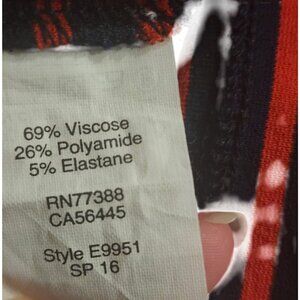 69% Viscose
26% Polyamide
5% Elastane
RN77388
CA56445
Style E9951
SP 16